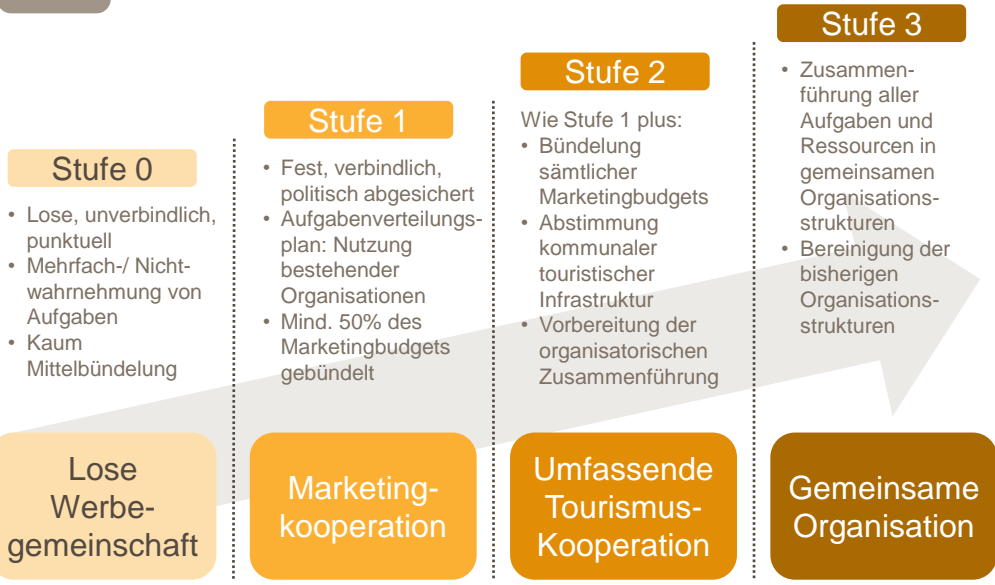 Stufe 0
• Lose, unverbindlich,
punktuell
• Mehrfach-/ Nicht-
wahrnehmung von
Aufgaben
• Kaum
Mittelbündelung
Lose
Werbe-
gemeinschaft
Stufe 1
• Fest, verbindlich,
politisch abgesichert
• Aufgabenverteilungs-
plan: Nutzung
bestehender
Organisationen
• Mind. 50% des
Marketingbudgets
gebündelt
Marketing-
kooperation
Stufe 2
Wie Stufe 1 plus:
• Bündelung
sämtlicher
Marketingbudgets
• Abstimmung
kommunaler
touristischer
Infrastruktur
• Vorbereitung der
organisatorischen
Zusammenführung
Umfassende
Tourismus-
Kooperation
Stufe 3
• Zusammen-
führung aller
Aufgaben und
Ressourcen in
gemeinsamen
Organisations-
strukturen
• Bereinigung der
bisherigen
Organisations-
strukturen
Gemeinsame
Organisation